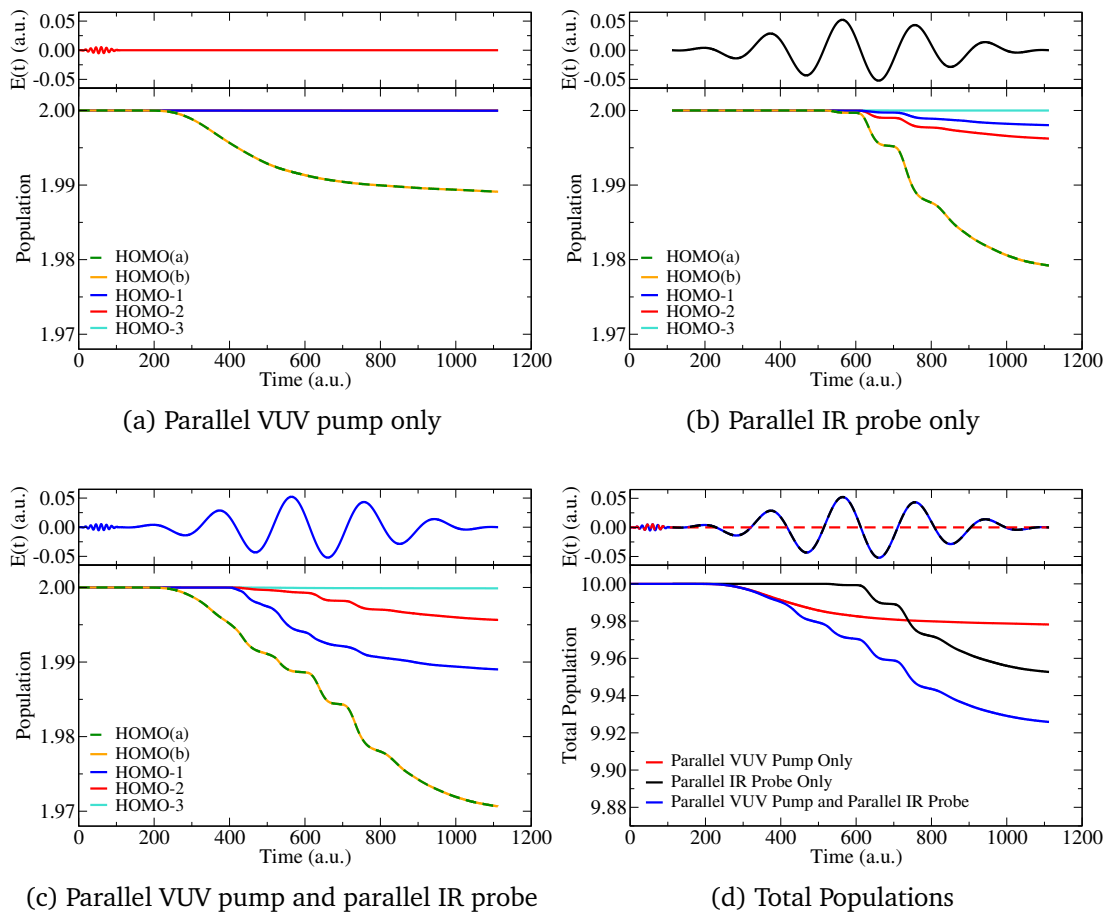 E(t) (a.u.)
0.05
0.00
-0.05
Population
2.00
1.99
1.98
1.97
HOMO(a)
HOMO(b)
HOMO-1
HOMO-2
HOMO-3
0 200 400 600 800 1000 1200
Time (a.u.)
(a) Parallel VUV pump only
E(t) (a.u.)
0.05
0.00
-0.05
Population
2.00
1.99
1.98
1.97
HOMO(a)
HOMO(b)
HOMO-1
HOMO-2
HOMO-3
0 200 400 600 800 1000 1200
Time (a.u.)
(b) Parallel IR probe only
E(t) (a.u.)
0.05
0.00
-0.05
Population
2.00
1.99
1.98
1.97
HOMO(a)
HOMO(b)
HOMO-1
HOMO-2
HOMO-3
0 200 400 600 800 1000 1200
Time (a.u.)
(c) Parallel VUV pump and parallel IR probe
E(t) (a.u.)
0.05
0.00
-0.05
Total Population
10.00
9.98
9.96
9.94
9.92
9.90
9.88
Parallel VUV Pump Only
Parallel IR Probe Only
Parallel VUV Pump and Parallel IR Probe
0 200 400 600 800 1000 1200
Time (a.u.)
(d) Total Populations